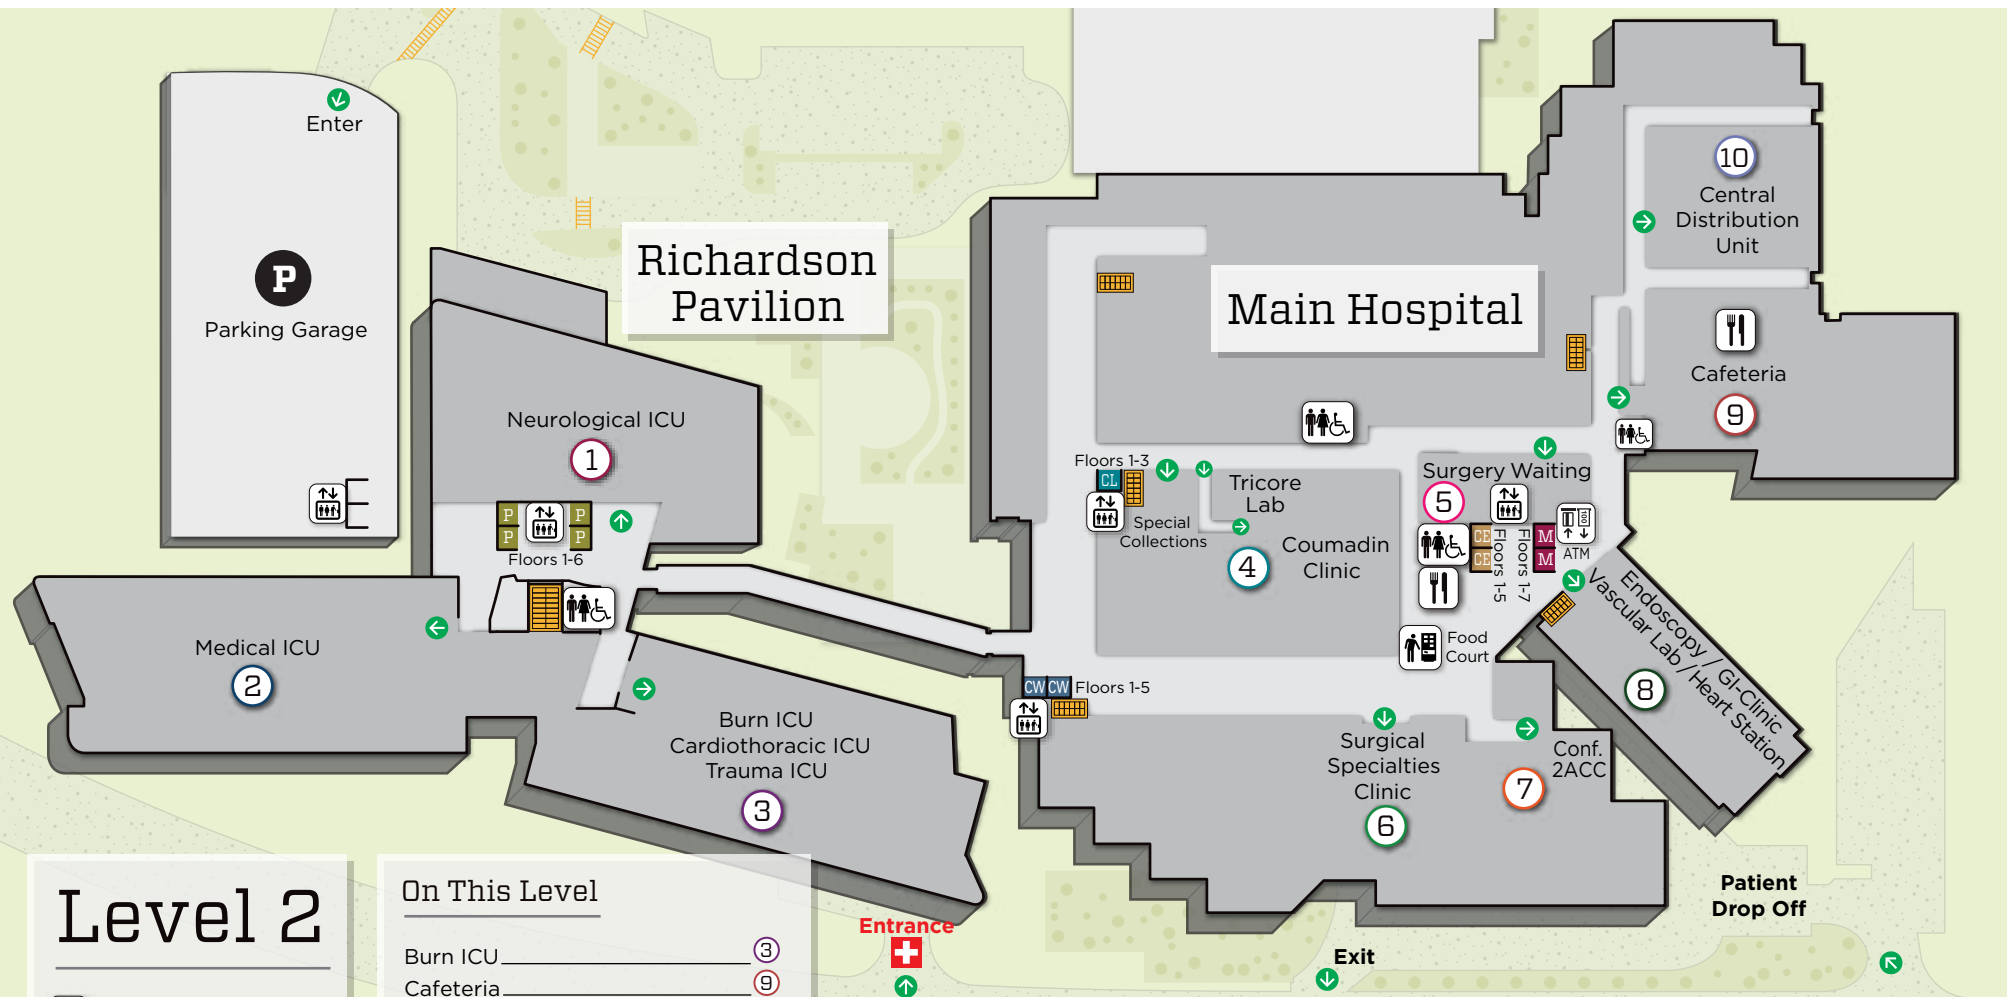 Enter
P
Parking Garage
Richardson
Pavilion
Neurological ICU
1
P
P
P
P
Floors 1-6
Medical ICU
2
Burn ICU
Cardiothoracic ICU
Trauma ICU
3
Main Hospital
10
Central
Distribution
Unit
Cafeteria
9
Floors 1-3
CL
Special
Collections
Tricore
Lab
Coumadin
Clinic
4
Surgery Waiting
5
CE
CE
Floors 1-5
Floors 1-7
M
M
100
ATM
Food
Court
Endoscopy / GI-Clinic
Vascular Lab / Heart Station
8
CW CW Floors 1-5
Surgical
Specialties
Clinic
6
Conf.
2ACC
7
Patient
Drop Off
Exit
Entrance
Level 2
On This Level
Burn ICU 3
Cafeteria 9